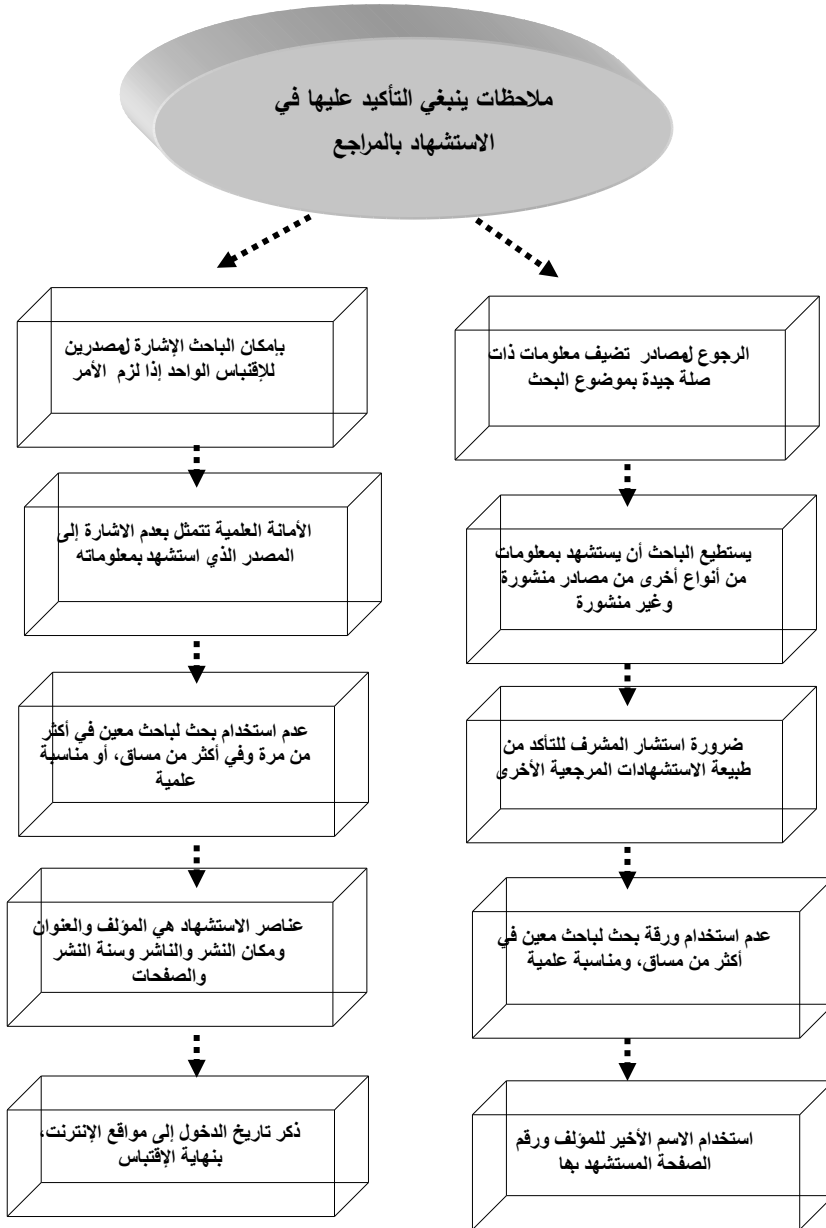 ملاحظات ينبغي التأكيد عليها في
الاستشهاد بالمراجع
الرجوع لمصادر تضيف معلومات ذات
صلة جيدة بموضوع البحث
يستطيع الباحث أن يستشهد بمعلومات
من أنواع أخرى من مصادر منشورة
وغير منشورة
ضرورة استشار المشرف للتأكد من
طبيعة الاستشهادات المرجعية الأخرى
عدم استخدام ورقة بحث لباحث معين في
أكثر من مساق، ومناسبة علمية
استخدام الاسم الأخير للمؤلف ورقم
الصفحة المستشهد بها
بإمكان الباحث الإشارة لمصدرين
للإقتباس الواحد إذا لزم الأمر
الأمانة العلمية تتمثل بعدم الاشارة إلى
المصدر الذي استشهد بمعلوماته
عدم استخدام بحث لباحث معين في أكثر
من مرة وفي أكثر من مساق، أو مناسبة
علمية
عناصر الاستشهاد هي المؤلف والعنوان
ومكان النشر والناشر وسنة النشر
والصفحات
ذكر تاريخ الدخول إلى مواقع الإنترنت،
بنهاية الإقتباس